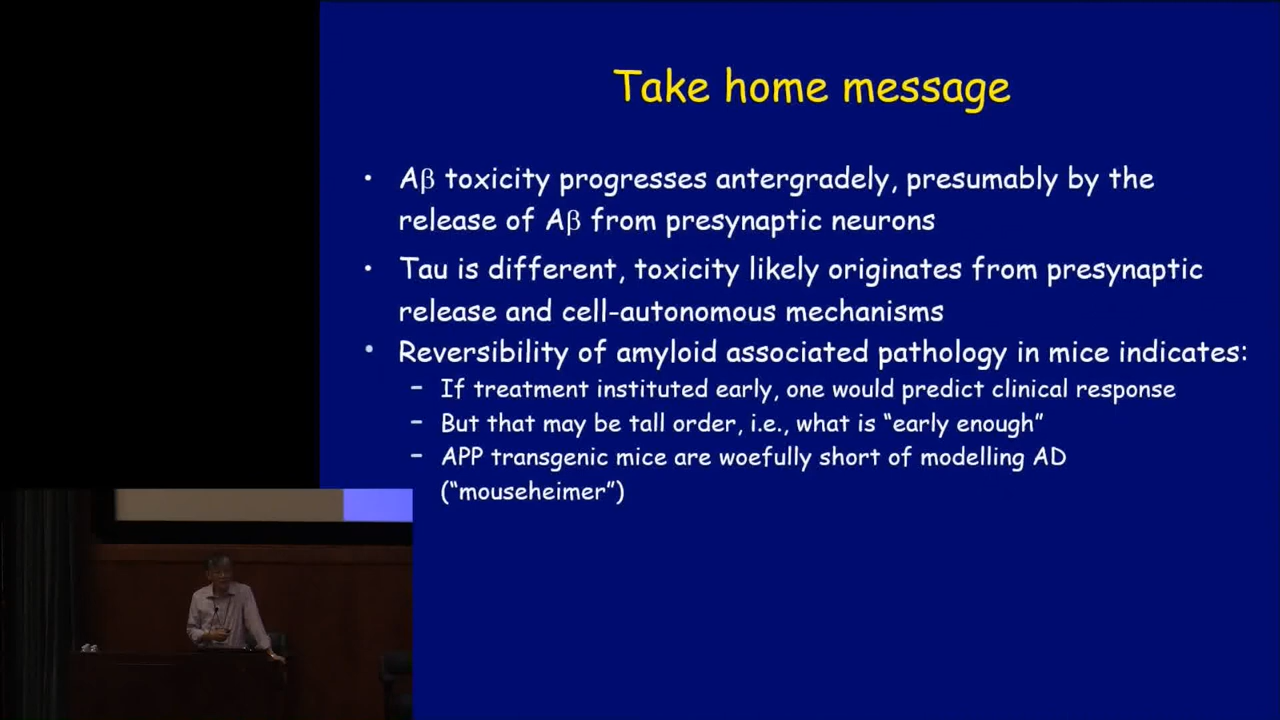 Take home message
• Aβ toxicity progresses antergradely, presumably by the
release of Aβ from presynaptic neurons
• Tau is different, toxicity likely originates from presynaptic
release and cell-autonomous mechanisms
• Reversibility of amyloid associated pathology in mice indicates:
– If treatment instituted early, one would predict clinical response
– But that may be tall order, i.e., what is “early enough”
– APP transgenic mice are woefully short of modelling AD
(“mouseheimer”)